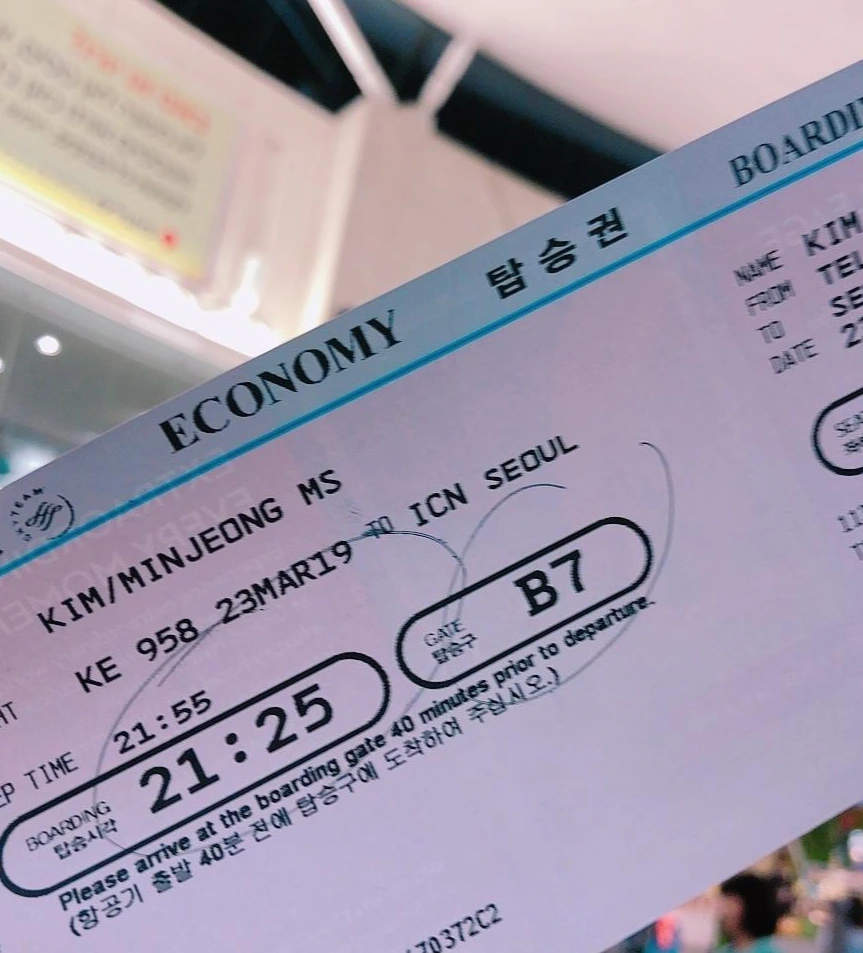 ECONOMY 탑승권
KIM/MINJEONG MS
KE 958 23MAR19 TO ICN SEOUL
TIME 21:55
BOARDING 탑승시각 21:25
GATE 탑승구 B7
Please arrive at the boarding gate 40 minutes prior to departure.
(항공기 출발 40분 전에 탑승구에 도착하여 주십시오.)
70372C2
BOARDI
NAME KIM
FROM TEL
TO SE
DATE